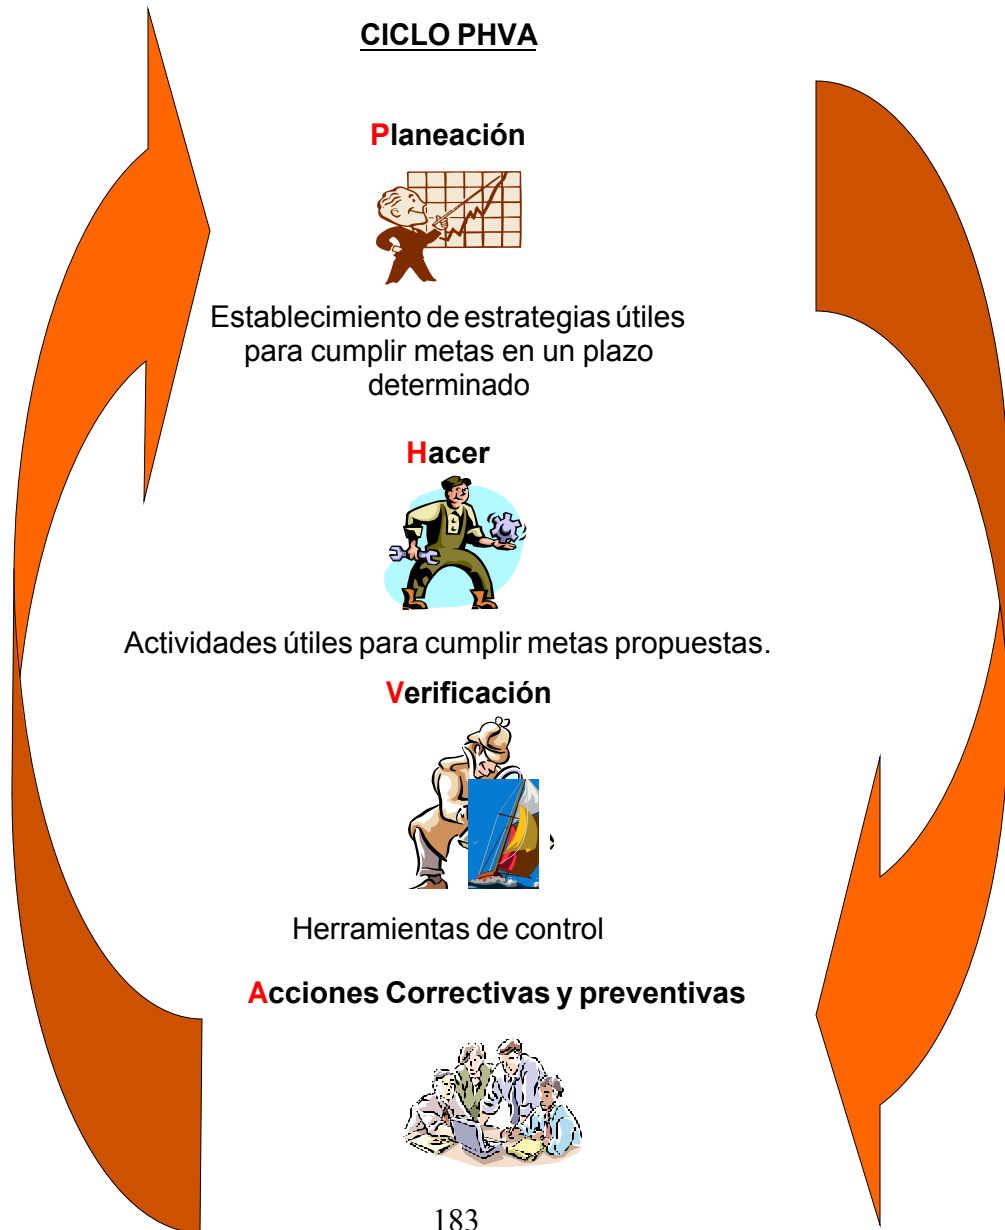 CICLO PHVA
Planeación
Establecimiento de estrategias útiles
para cumplir metas en un plazo
determinado
Hacer
Actividades útiles para cumplir metas propuestas.
Verificación
Herramientas de control
Acciones Correctivas y preventivas
183